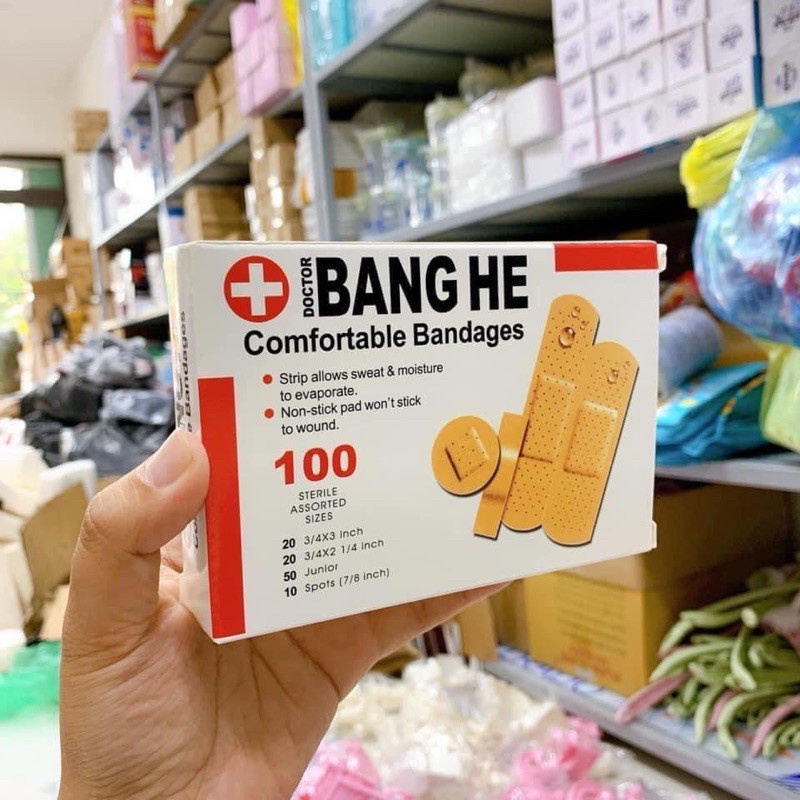 DOCTOR
BANG HE
Comfortable Bandages
Strip allows sweat & moisture
to evaporate.
Non-stick pad won't stick
to wound.
100
STERILE
ASSORTED
SIZES
20 3/4X3 inch
20 3/4X2 1/4 inch
50 Junior
10 Spots (7/8 inch)
Bandages